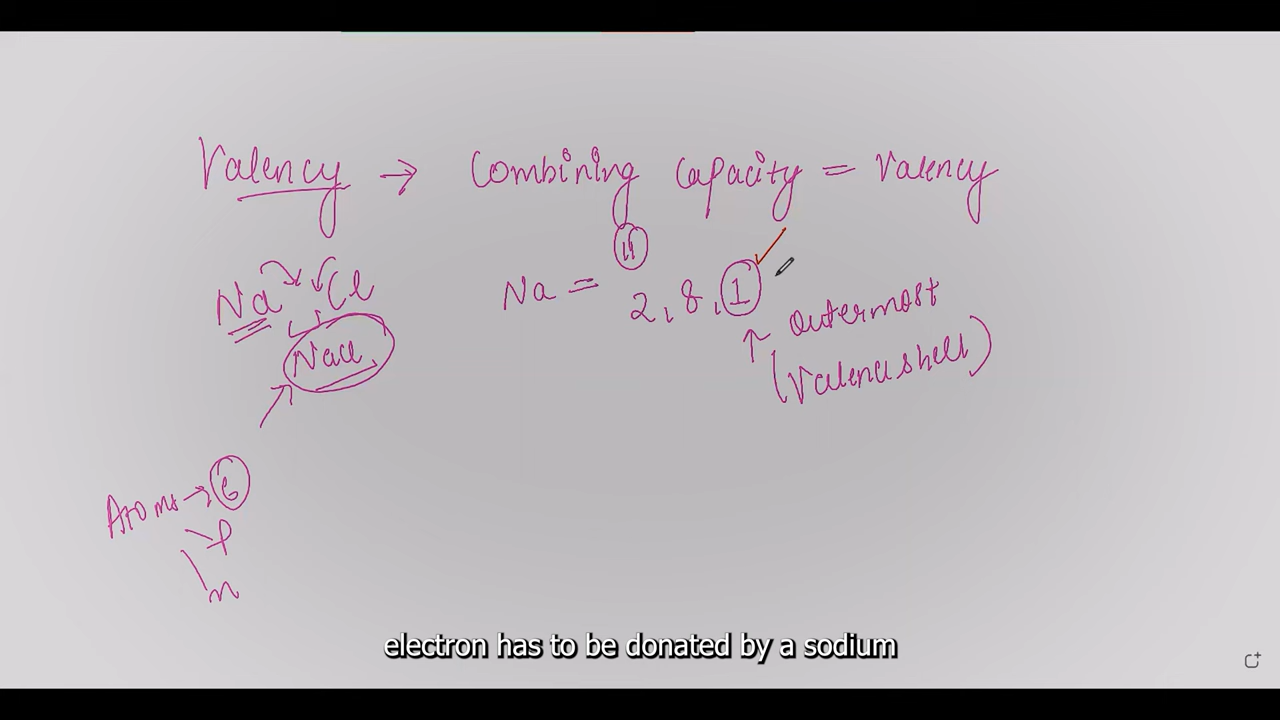 Valency → Combining Capacity = Valency
11
Na Cl
Na = 2, 8, 1
outermost
NaCl
(Valence shell)
Atoms → e
p
n
electron has to be donated by a sodium